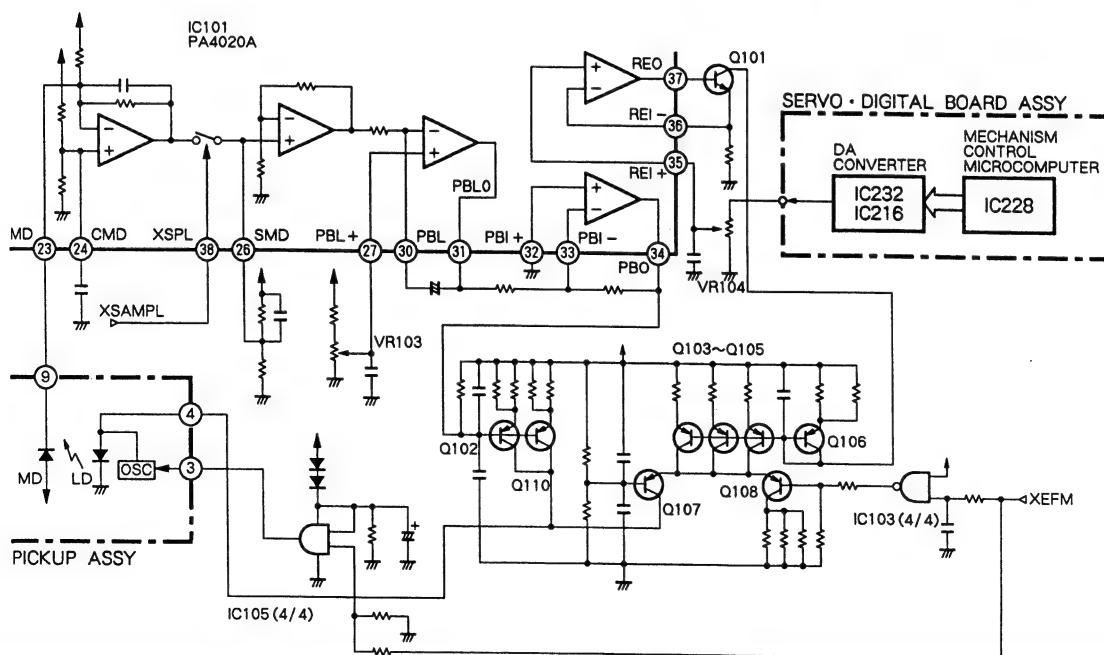 IC101
PA4020A
REO
37
Q101
REI −
36
35
REI +
SERVO · DIGITAL BOARD ASSY
DA
CONVERTER
MECHANISM
CONTROL
MICROCOMPUTER
IC232
IC216
IC228
PBLO
MD
23
24
CMD
XSPL
38
26
SMD
PBL+
27
30
PBL
31
PBI +
32
33
PBI −
34
PBO
VR104
XSAMPL
VR103
Q103~Q105
9
4
Q102
Q106
OSC
3
MD
LD
Q110
Q107
Q108
IC103 (4/4)
XEFM
+
PICKUP ASSY
IC105 (4/4)